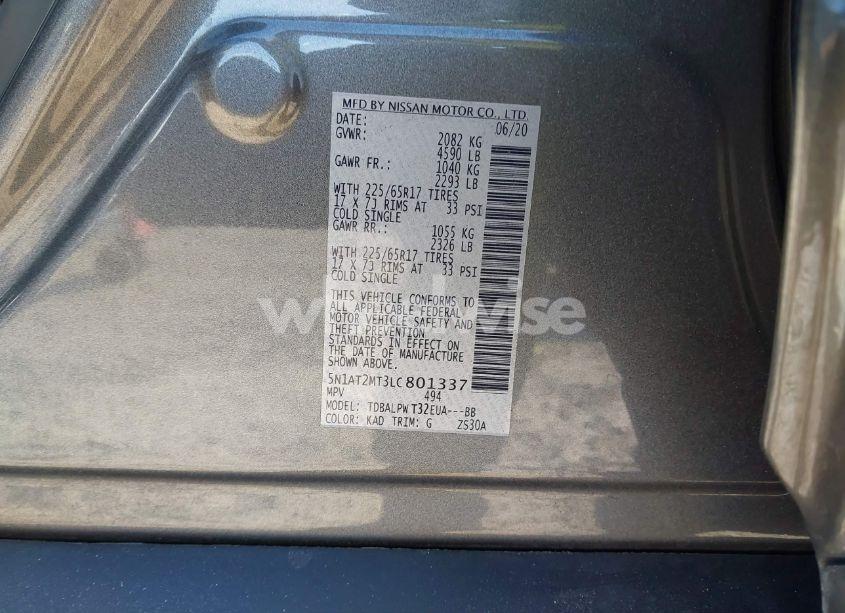 MFD BY NISSAN MOTOR CO., LTD.
DATE: 06/20
GVWR: 2082 KG
4590 LB
GAWR FR.: 1040 KG
2293 LB
WITH 225/65R17 TIRES
17 X 7J RIMS AT 33 PSI
COLD SINGLE
GAWR RR.: 1055 KG
2326 LB
WITH 225/65R17 TIRES
17 X 7J RIMS AT 33 PSI
COLD SINGLE
THIS VEHICLE CONFORMS TO
ALL APPLICABLE FEDERAL
MOTOR VEHICLE SAFETY AND
THEFT PREVENTION
STANDARDS IN EFFECT ON
THE DATE OF MANUFACTURE
SHOWN ABOVE.
5N1AT2MT3LC801337
MPV 494
MODEL: TDBALPW T32EUA---BB
COLOR: KAD TRIM: G ZS30A